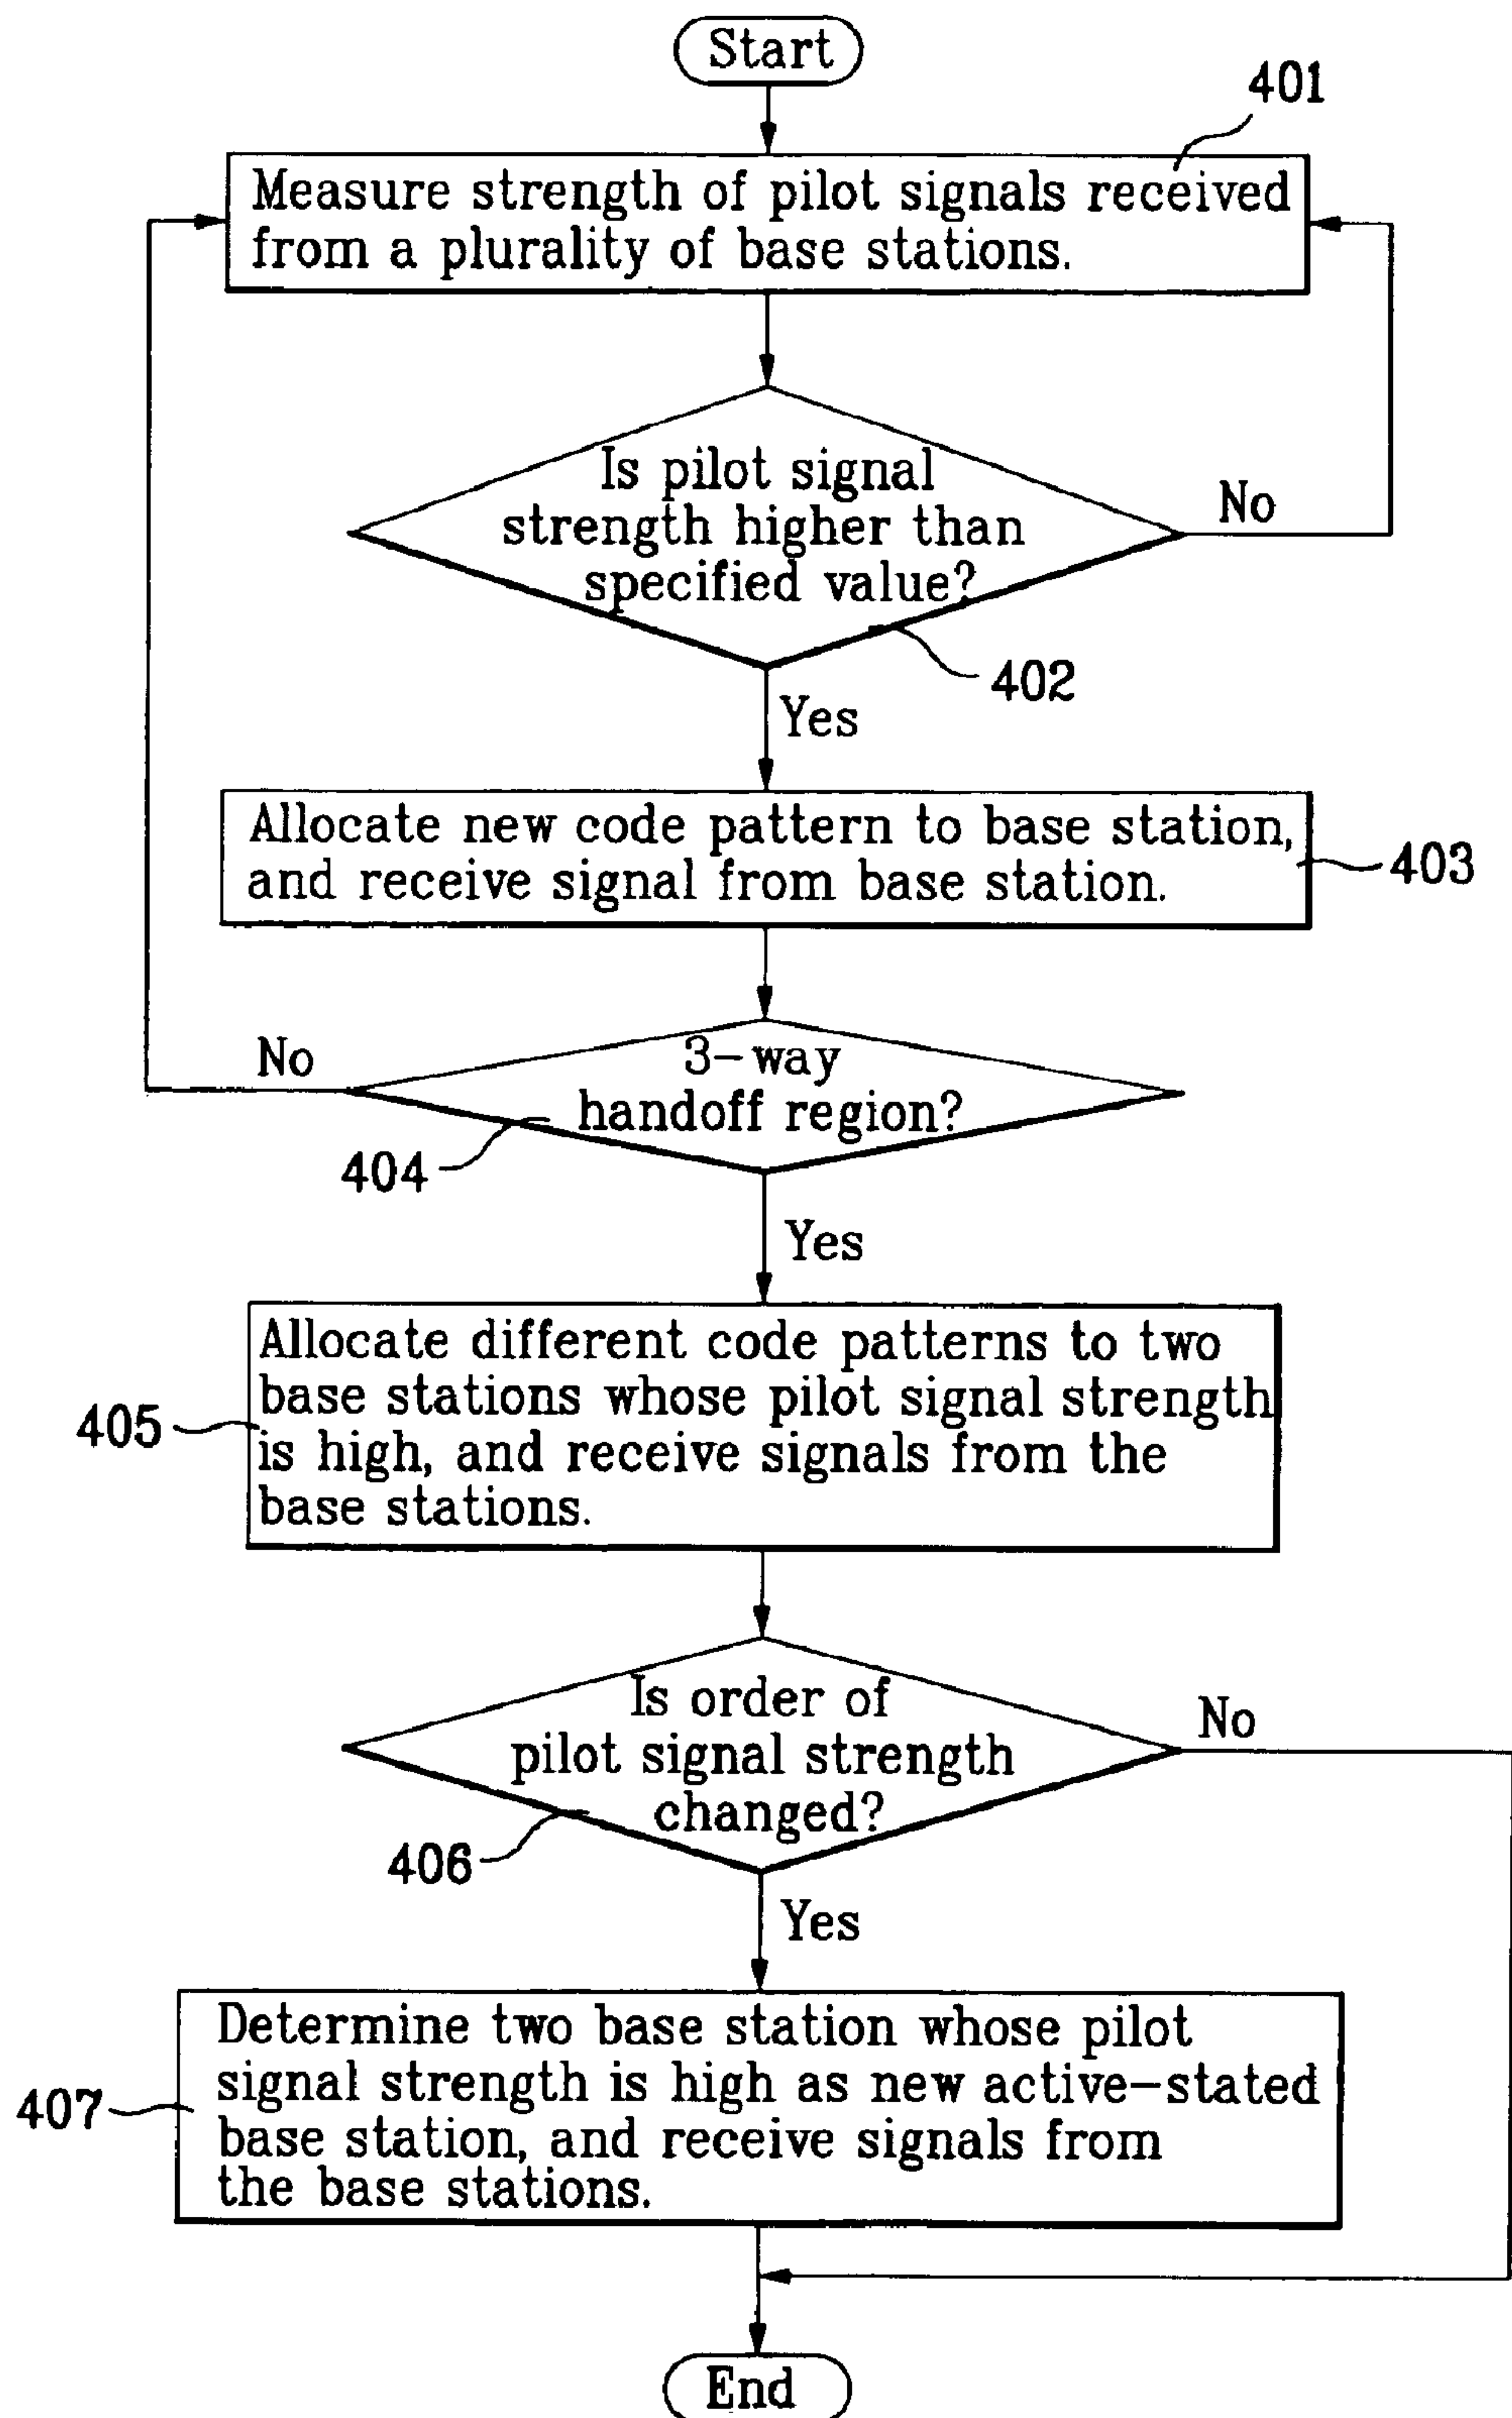 Start
401
Measure strength of pilot signals received
from a plurality of base stations.
Is pilot signal
strength higher than
specified value?
No
402
Yes
Allocate new code pattern to base station,
and receive signal from base station.
403
No
3-way
handoff region?
404
Yes
Allocate different code patterns to two
base stations whose pilot signal strength
is high, and receive signals from the
base stations.
405
Is order of
pilot signal strength
changed?
No
406
Yes
Determine two base station whose pilot
signal strength is high as new active-stated
base station, and receive signals from
the base stations.
407
End